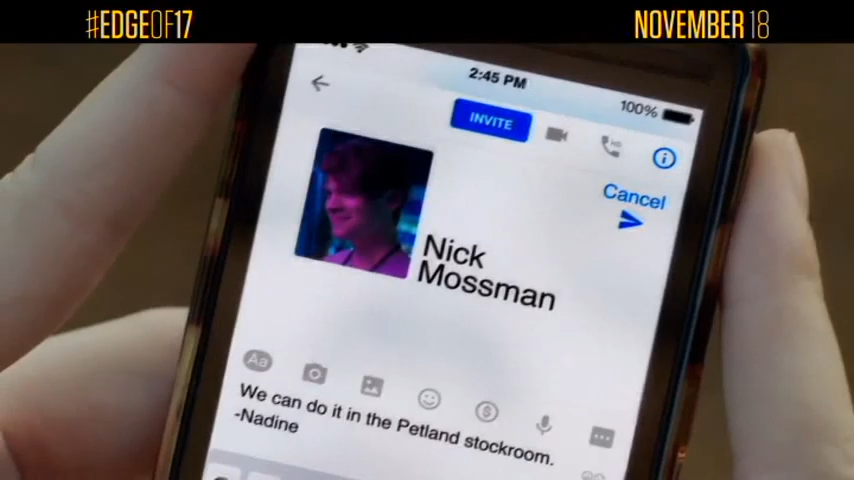 #EDGEOF17
NOVEMBER 18
2:45 PM
100%
INVITE
HD
Cancel
Nick
Mossman
Aa
We can do it in the Petland stockroom.
-Nadine